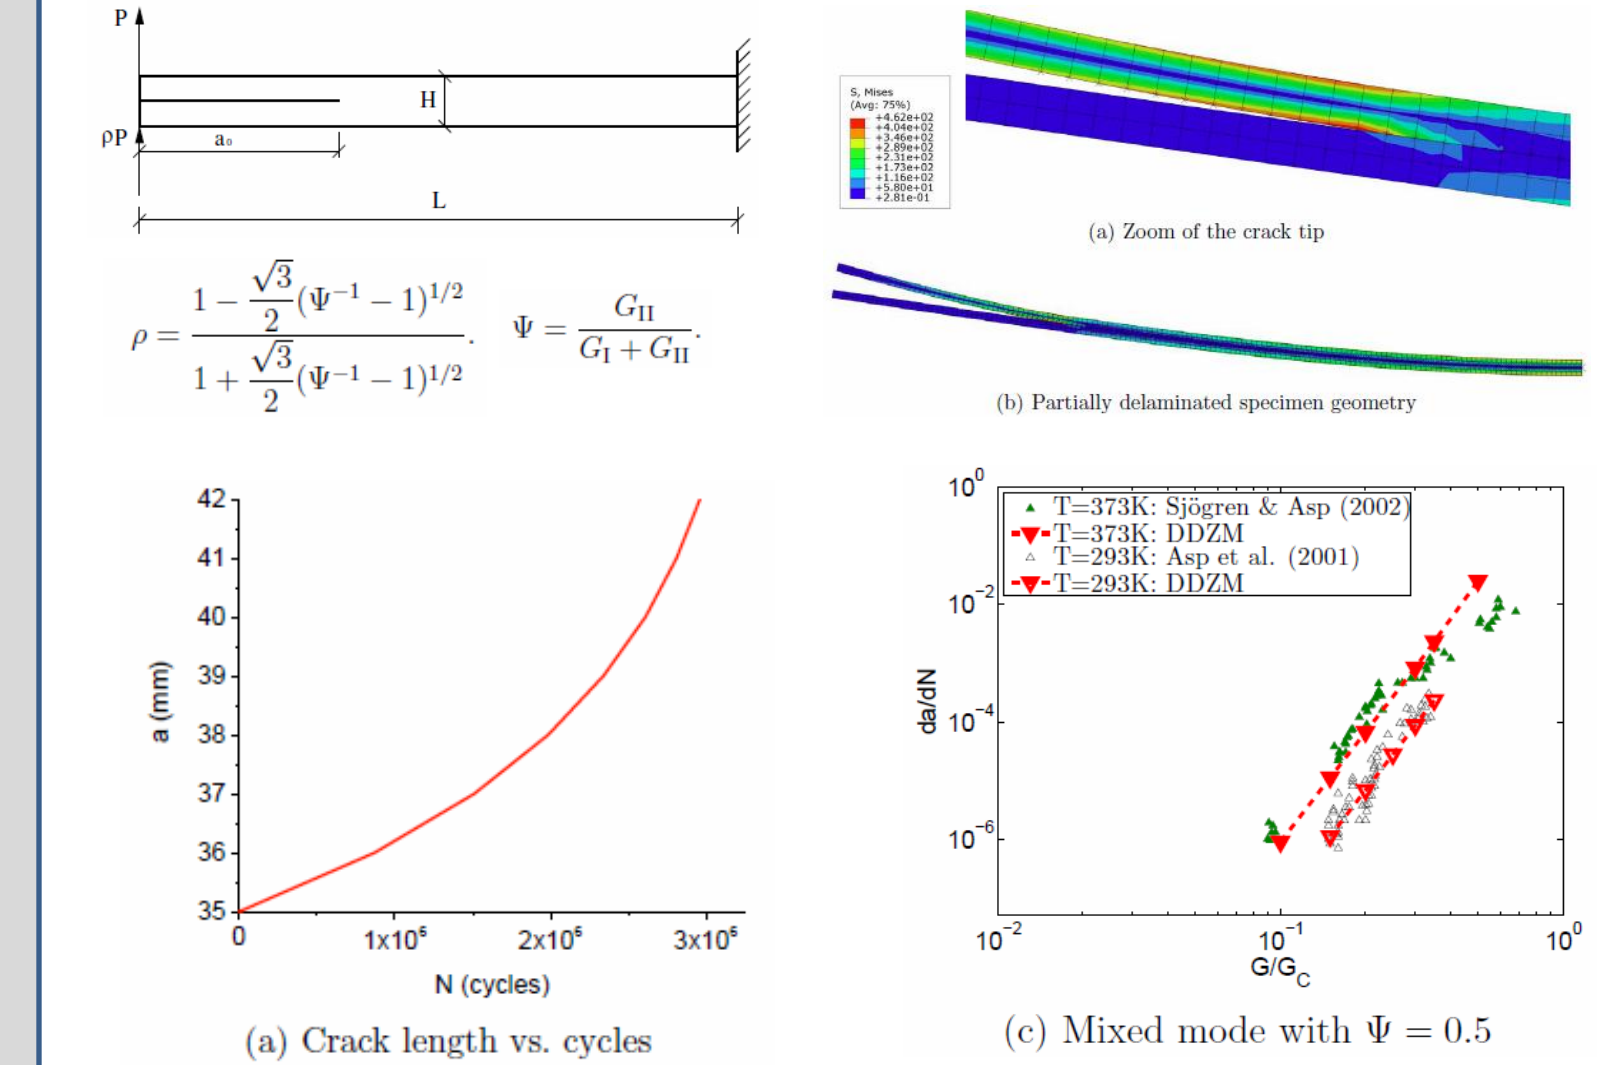 P
H
ρP
a₀
L
S, Mises
(Avg: 75%)
+4.62e+02
+4.04e+02
+3.46e+02
+2.89e+02
+2.31e+02
+1.73e+02
+1.16e+02
+5.80e+01
+2.81e-01
(a) Zoom of the crack tip
(b) Partially delaminated specimen geometry
ρ = (1 − √3/2 (Ψ⁻¹ − 1)^1/2) / (1 + √3/2 (Ψ⁻¹ − 1)^1/2).
Ψ = G_II / (G_I + G_II).
42
41
40
39
38
37
36
35
a (mm)
0
1x10⁶
2x10⁶
3x10⁶
N (cycles)
(a) Crack length vs. cycles
10⁰
10⁻²
10⁻⁴
10⁻⁶
da/dN
T=373K: Sjögren & Asp (2002)
T=373K: DDZM
T=293K: Asp et al. (2001)
T=293K: DDZM
10⁻²
10⁻¹
10⁰
G/G_C
(c) Mixed mode with Ψ = 0.5